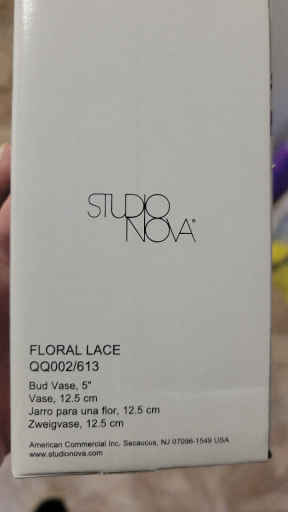 STUDIO
NOVA®
FLORAL LACE
QQ002/613
Bud Vase, 5"
Vase, 12.5 cm
Jarro para una flor, 12.5 cm
Zweigvase, 12.5 cm
American Commercial Inc. Secaucus, NJ 07096-1549 USA
www.studionova.com